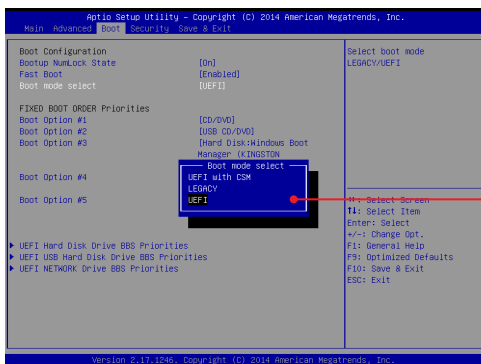 Aptio Setup Utility – Copyright (C) 2014 American Megatrends, Inc.
Main Advanced Boot Security Save & Exit
Boot Configuration
Bootup NumLock State [On]
Fast Boot [Enabled]
Boot mode select [UEFI]
FIXED BOOT ORDER Priorities
Boot Option #1 [CD/DVD]
Boot Option #2 [USB CD/DVD]
Boot Option #3 [Hard Disk:Windows Boot
Manager (KINGSTON
Boot mode select
Boot Option #4
UEFI with CSM
LEGACY
Boot Option #5
UEFI
UEFI Hard Disk Drive BBS Priorities
UEFI USB Hard Disk Drive BBS Priorities
UEFI NETWORK Drive BBS Priorities
Select boot mode
LEGACY/UEFI
: Select Screen
↑↓: Select Item
Enter: Select
+/-: Change Opt.
F1: General Help
F9: Optimized Defaults
F10: Save & Exit
ESC: Exit
Version 2.17.1246. Copyright (C) 2014 American Megatrends, Inc.